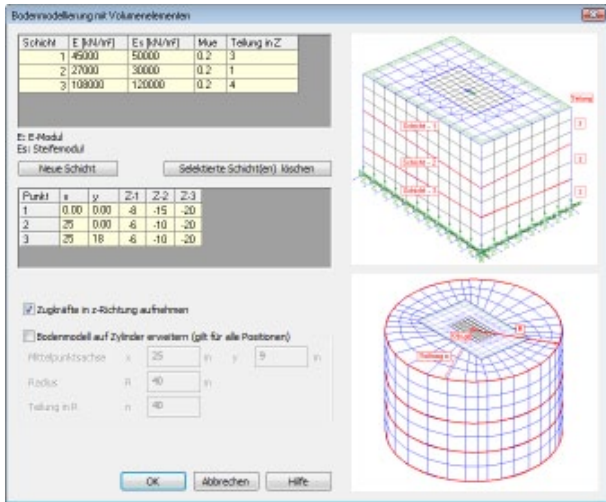 Bodenmodellierung mit Volumenelementen
Schicht E [kN/m²] Es [kN/m²] Mue Teilung in Z
1 45000 50000 0.2 3
2 27000 30000 0.2 1
3 108000 120000 0.2 4
E: E-Modul
Es: Steifemodul
Neue Schicht Selektierte Schicht(en) löschen
Punkt x y Z-1 Z-2 Z-3
1 0.00 0.00 -8 -15 -20
2 25 0.00 -6 -10 -20
3 25 18 -6 -10 -20
Zugkräfte in z-Richtung aufnehmen
Bodenmodell auf Zylinder erweitern (gilt für alle Positionen)
Mittelpunktsachse x 25 m y 9 m
Radius R 40 m
Teilung in R n 40
OK Abbrechen Hilfe
Teilung
Schicht - 1
Schicht - 2
Schicht - 3
R
Teilung n